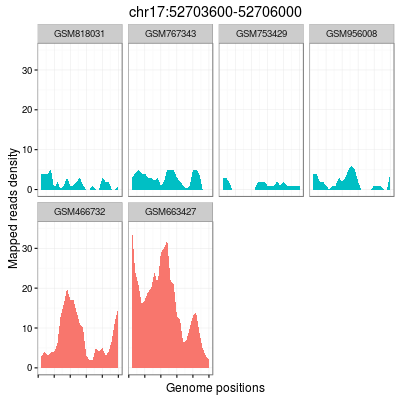 chr17:52703600-52706000
GSM818031 GSM767343 GSM753429 GSM956008
30
20
10
0
Mapped reads density
GSM466732 GSM663427
30
20
10
0
Genome positions